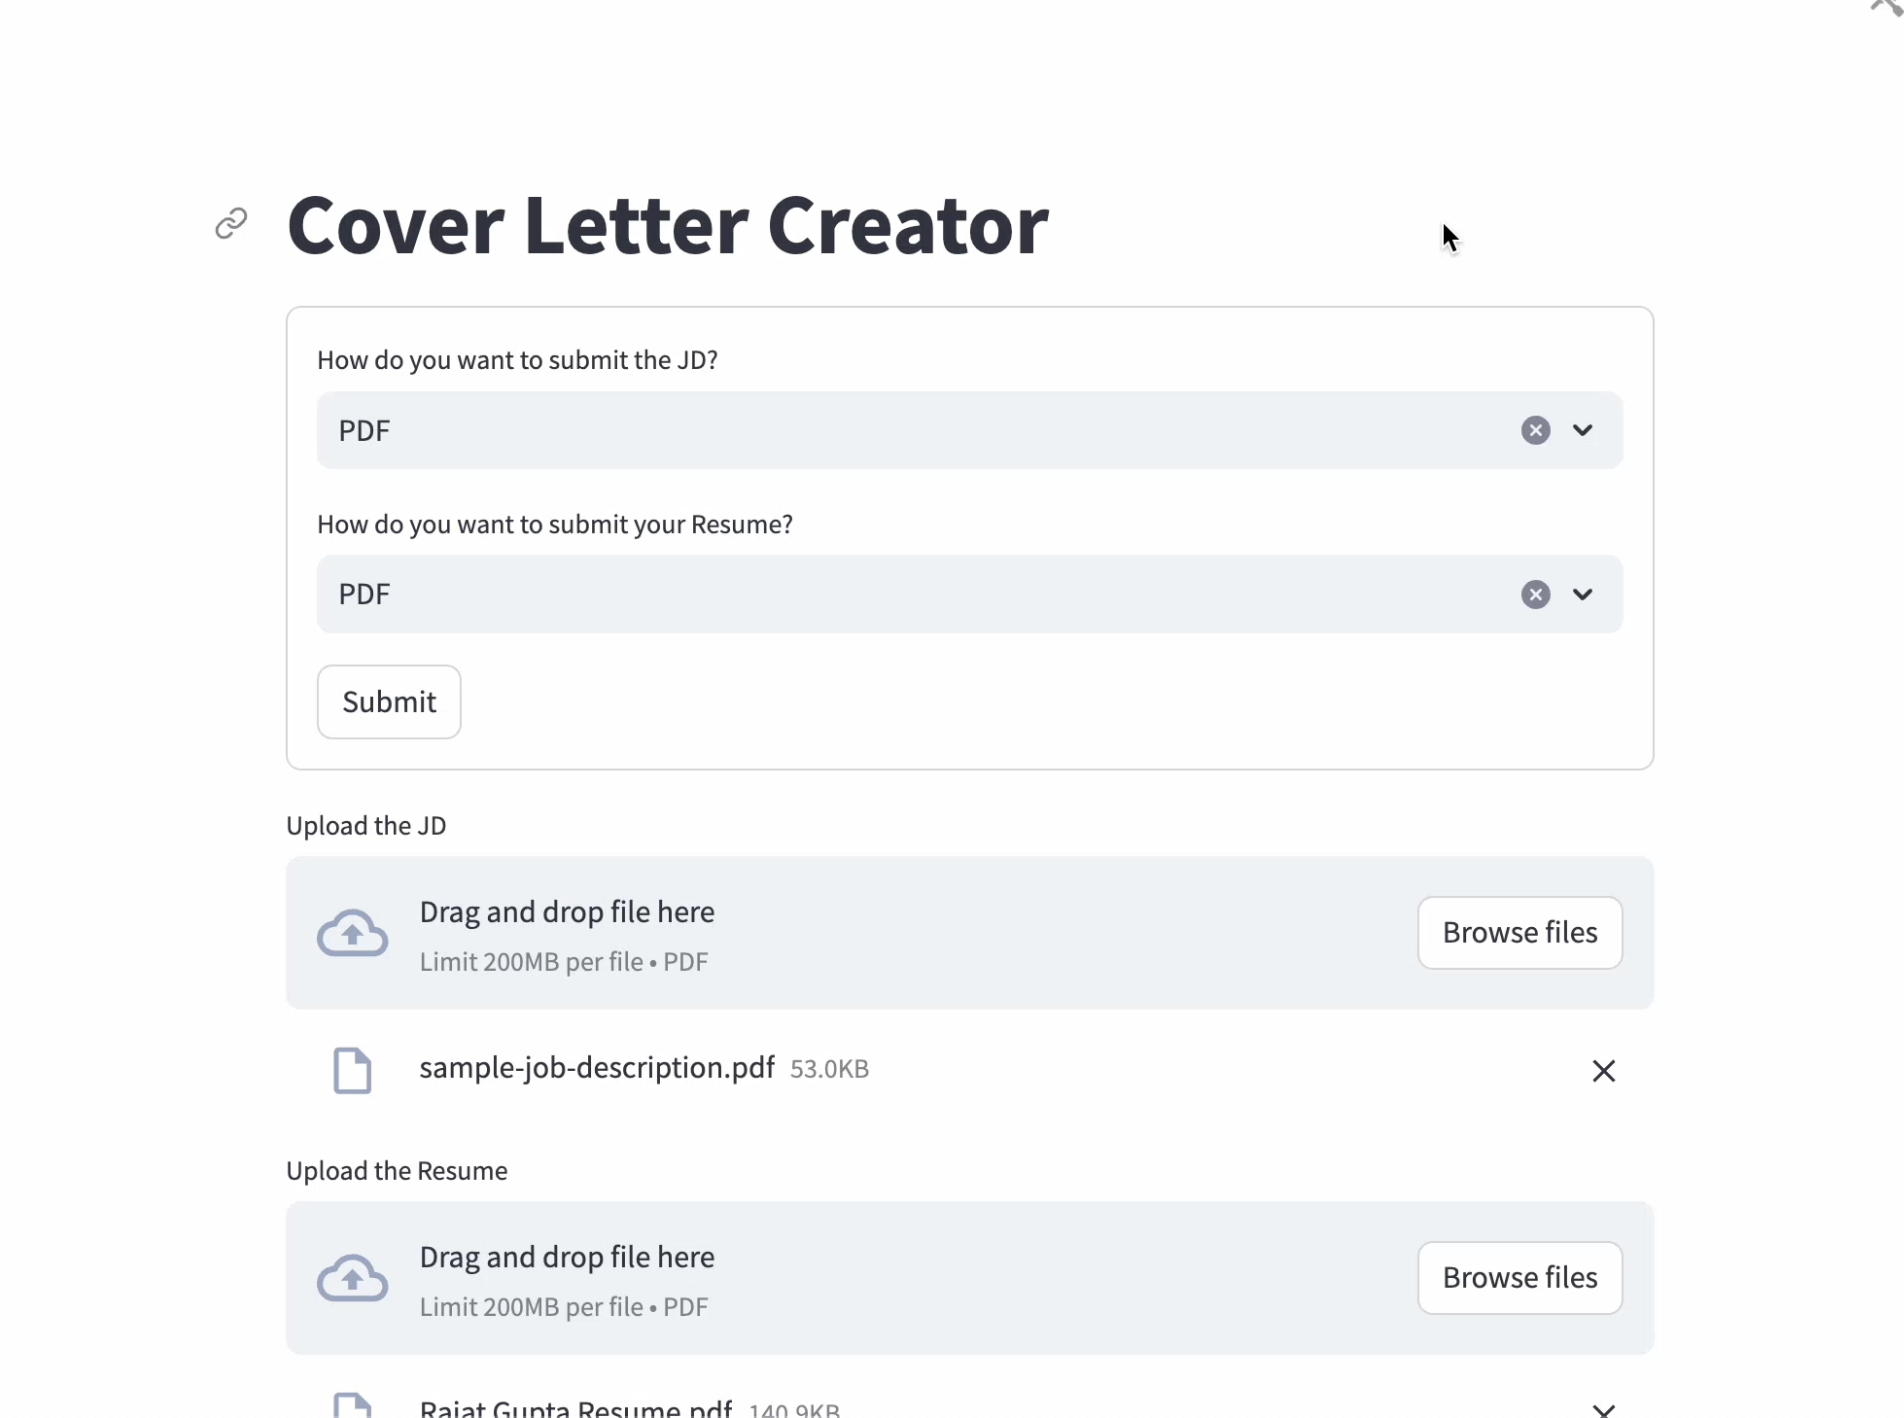 Cover Letter Creator
How do you want to submit the JD?
PDF
How do you want to submit your Resume?
PDF
Submit
Upload the JD
Drag and drop file here
Limit 200MB per file • PDF
Browse files
sample-job-description.pdf 53.0KB
Upload the Resume
Drag and drop file here
Limit 200MB per file • PDF
Browse files
Rajat Gupta Resume.pdf 140.9KB